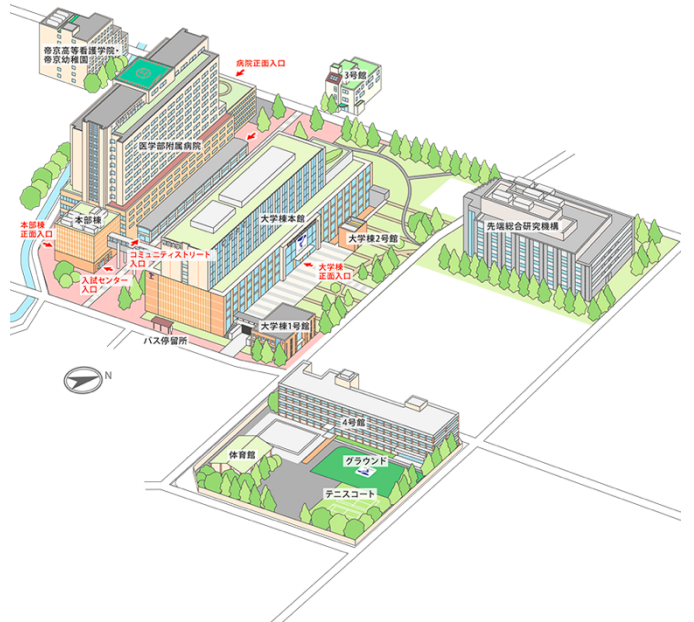 帝京高等看護学院・
帝京幼稚園
病院正面入口
3号館
医学部附属病院
本部棟
本部棟
正面入口
大学棟本館
先端総合研究機構
大学棟2号館
コミュニティストリート
入口
入試センター
入口
大学棟
正面入口
大学棟1号館
バス停留所
N
4号館
体育館
グラウンド
テニスコート